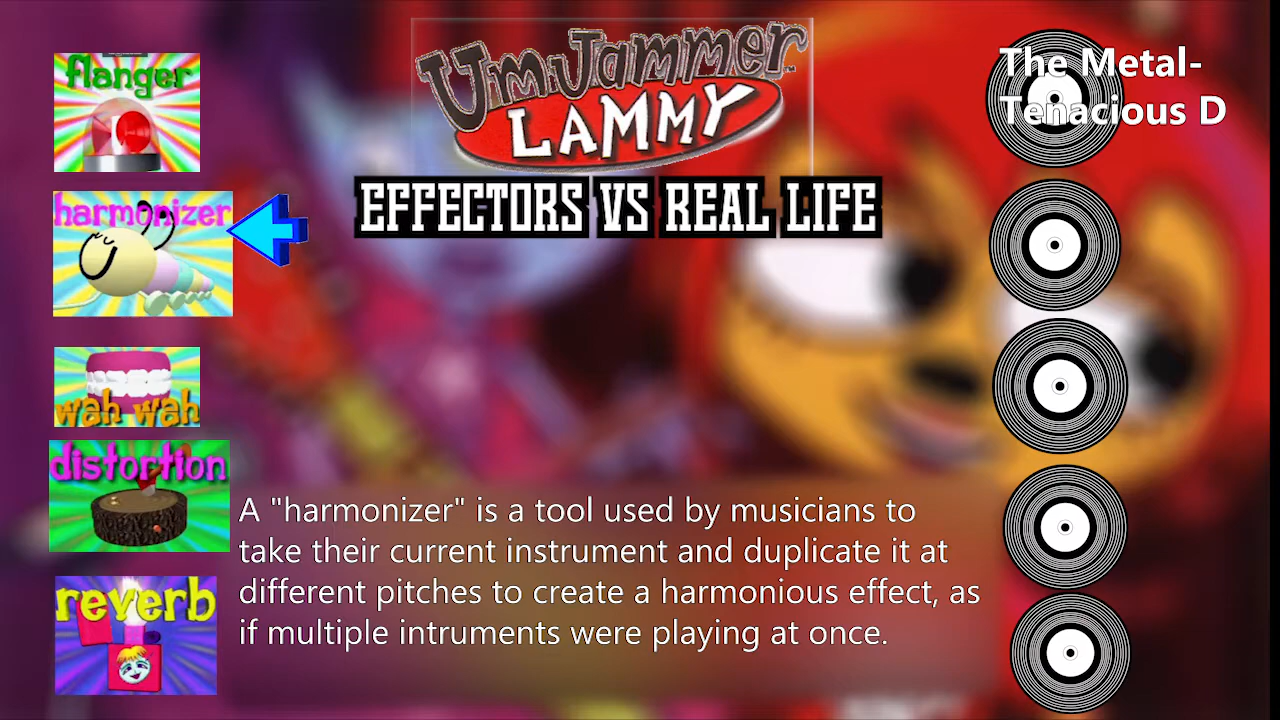 flanger
harmonizer
wah wah
distortion
reverb
UmJammer
LAMMY
EFFECTORS VS REAL LIFE
The Metal-
Tenacious D
A "harmonizer" is a tool used by musicians to
take their current instrument and duplicate it at
different pitches to create a harmonious effect, as
if multiple intruments were playing at once.